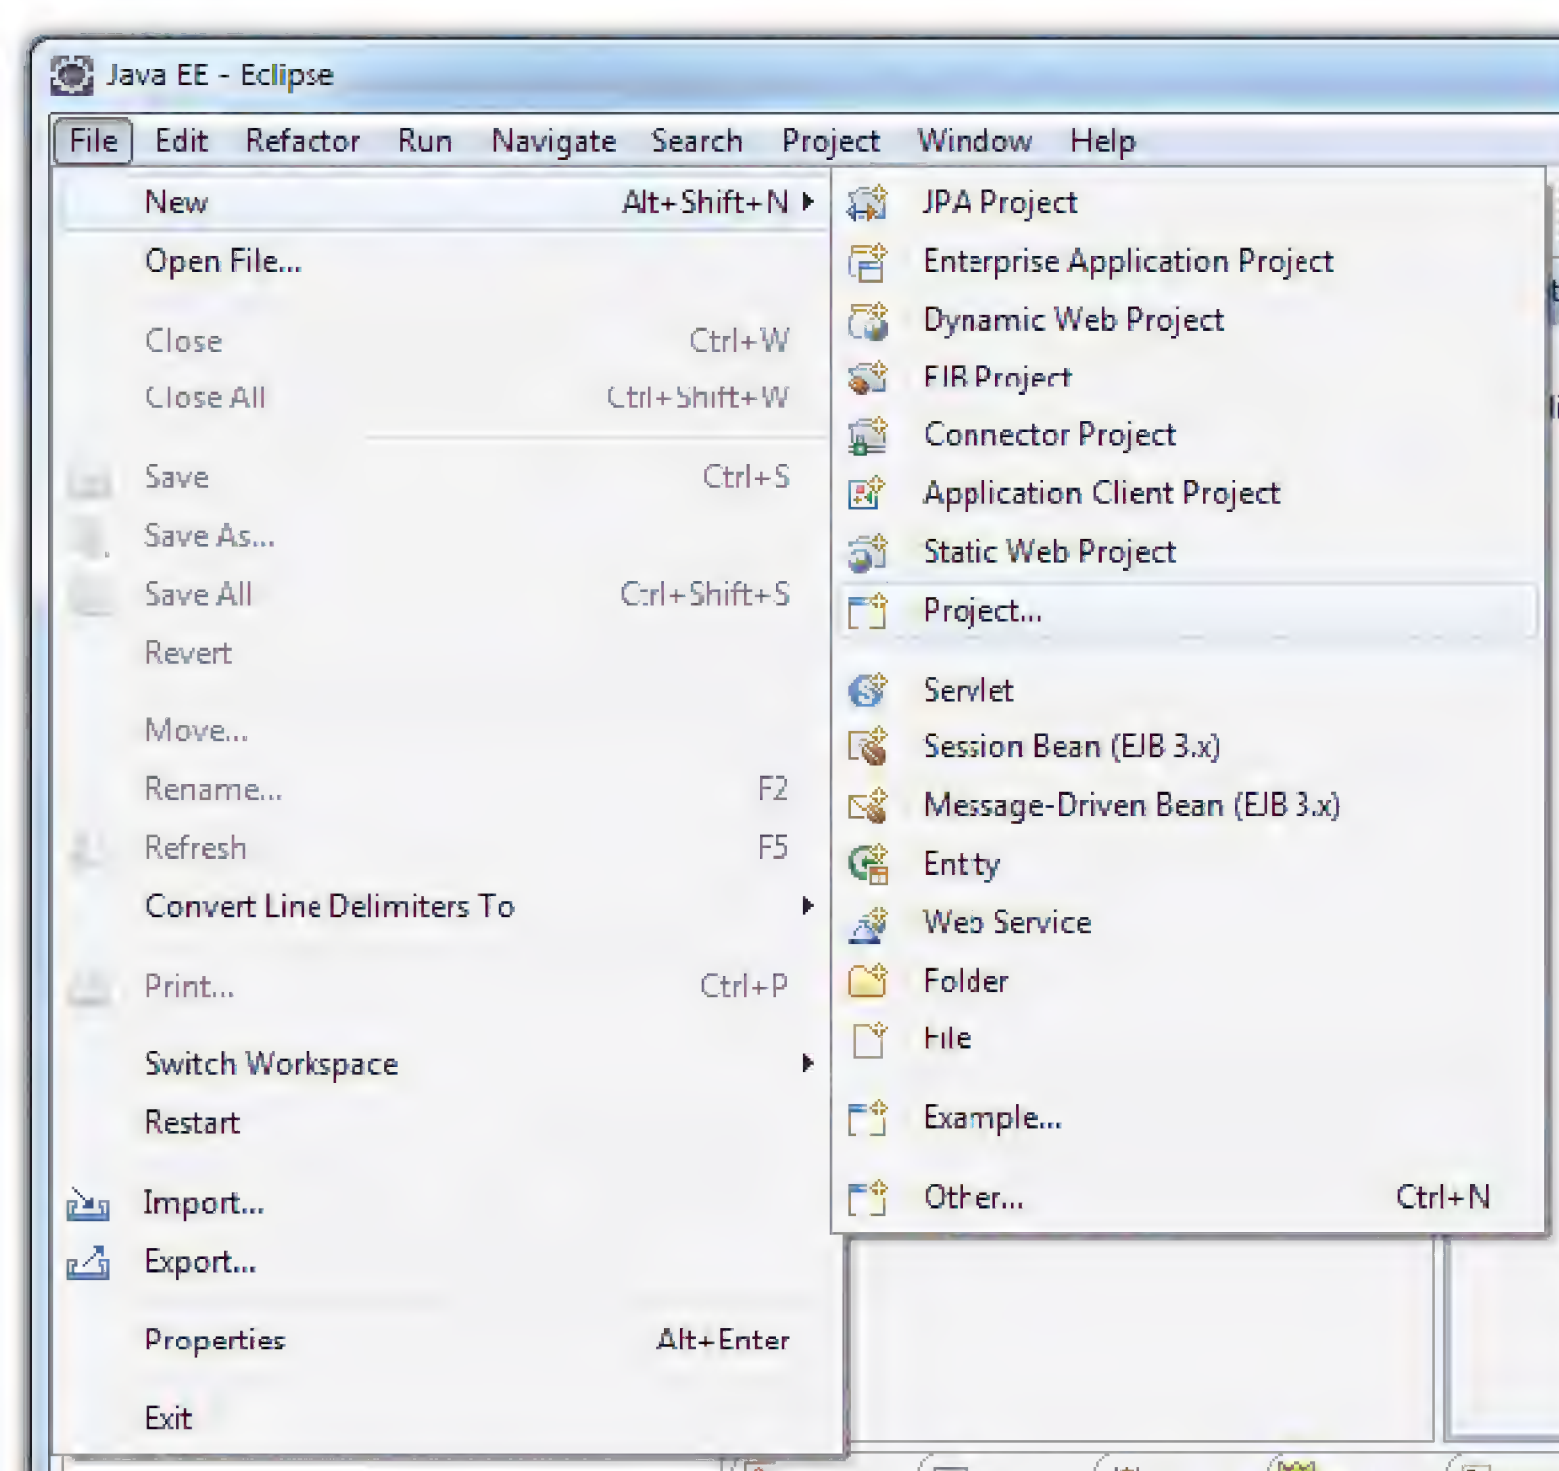 Java EE - Eclipse
File Edit Refactor Run Navigate Search Project Window Help
New Alt+Shift+N
Open File...
Close Ctrl+W
Close All Ctrl+Shift+W
Save Ctrl+S
Save As...
Save All Ctrl+Shift+S
Revert
Move...
Rename... F2
Refresh F5
Convert Line Delimiters To
Print... Ctrl+P
Switch Workspace
Restart
Import...
Export...
Properties Alt+Enter
Exit
JPA Project
Enterprise Application Project
Dynamic Web Project
EJB Project
Connector Project
Application Client Project
Static Web Project
Project...
Servlet
Session Bean (EJB 3.x)
Message-Driven Bean (EJB 3.x)
Entity
Web Service
Folder
File
Example...
Other... Ctrl+N